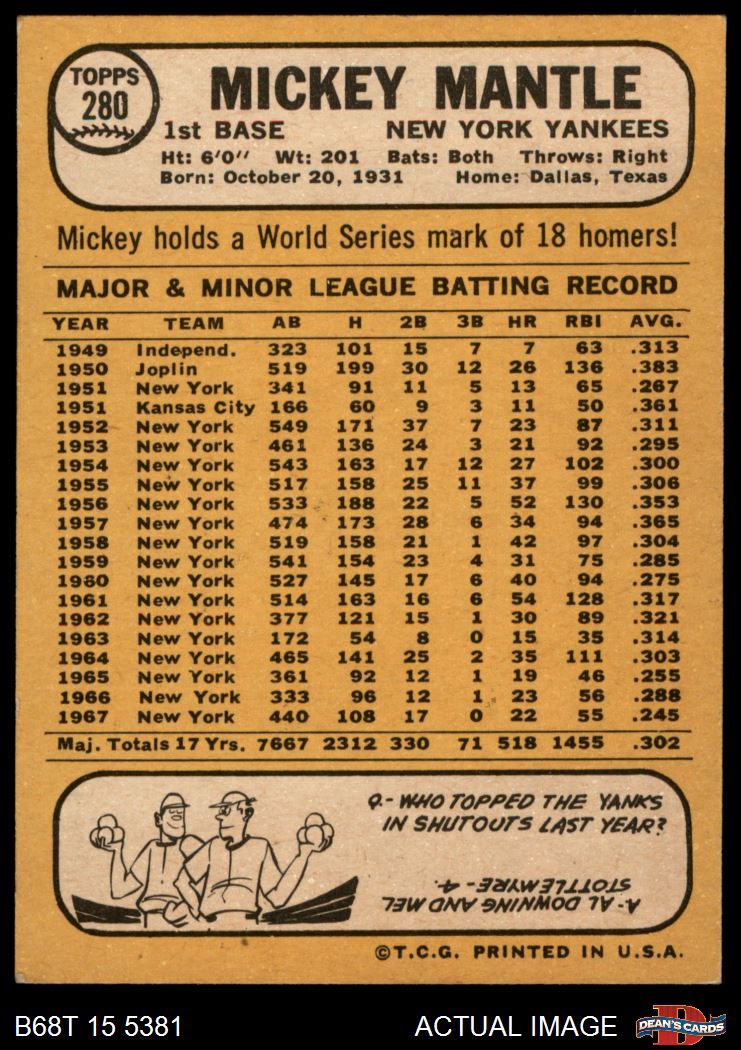 TOPPS
280
MICKEY MANTLE
1st BASE NEW YORK YANKEES
Ht: 6'0'' Wt: 201 Bats: Both Throws: Right
Born: October 20, 1931 Home: Dallas, Texas
Mickey holds a World Series mark of 18 homers!
MAJOR & MINOR LEAGUE BATTING RECORD
YEAR TEAM AB H 2B 3B HR RBI AVG.
1949 Independ. 323 101 15 7 7 63 .313
1950 Joplin 519 199 30 12 26 136 .383
1951 New York 341 91 11 5 13 65 .267
1951 Kansas City 166 60 9 3 11 50 .361
1952 New York 549 171 37 7 23 87 .311
1953 New York 461 136 24 3 21 92 .295
1954 New York 543 163 17 12 27 102 .300
1955 New York 517 158 25 11 37 99 .306
1956 New York 533 188 22 5 52 130 .353
1957 New York 474 173 28 6 34 94 .365
1958 New York 519 158 21 1 42 97 .304
1959 New York 541 154 23 4 31 75 .285
1960 New York 527 145 17 6 40 94 .275
1961 New York 514 163 16 6 54 128 .317
1962 New York 377 121 15 1 30 89 .321
1963 New York 172 54 8 0 15 35 .314
1964 New York 465 141 25 2 35 111 .303
1965 New York 361 92 12 1 19 46 .255
1966 New York 333 96 12 1 23 56 .288
1967 New York 440 108 17 0 22 55 .245
Maj. Totals 17 Yrs. 7667 2312 330 71 518 1455 .302
Q.- WHO TOPPED THE YANKS
IN SHUTOUTS LAST YEAR?
A- AL DOWNING AND MEL
STOTTLEMYRE - 4.
©T.C.G. PRINTED IN U.S.A.
B68T 15 5381 ACTUAL IMAGE
D
DEAN'S CARDS